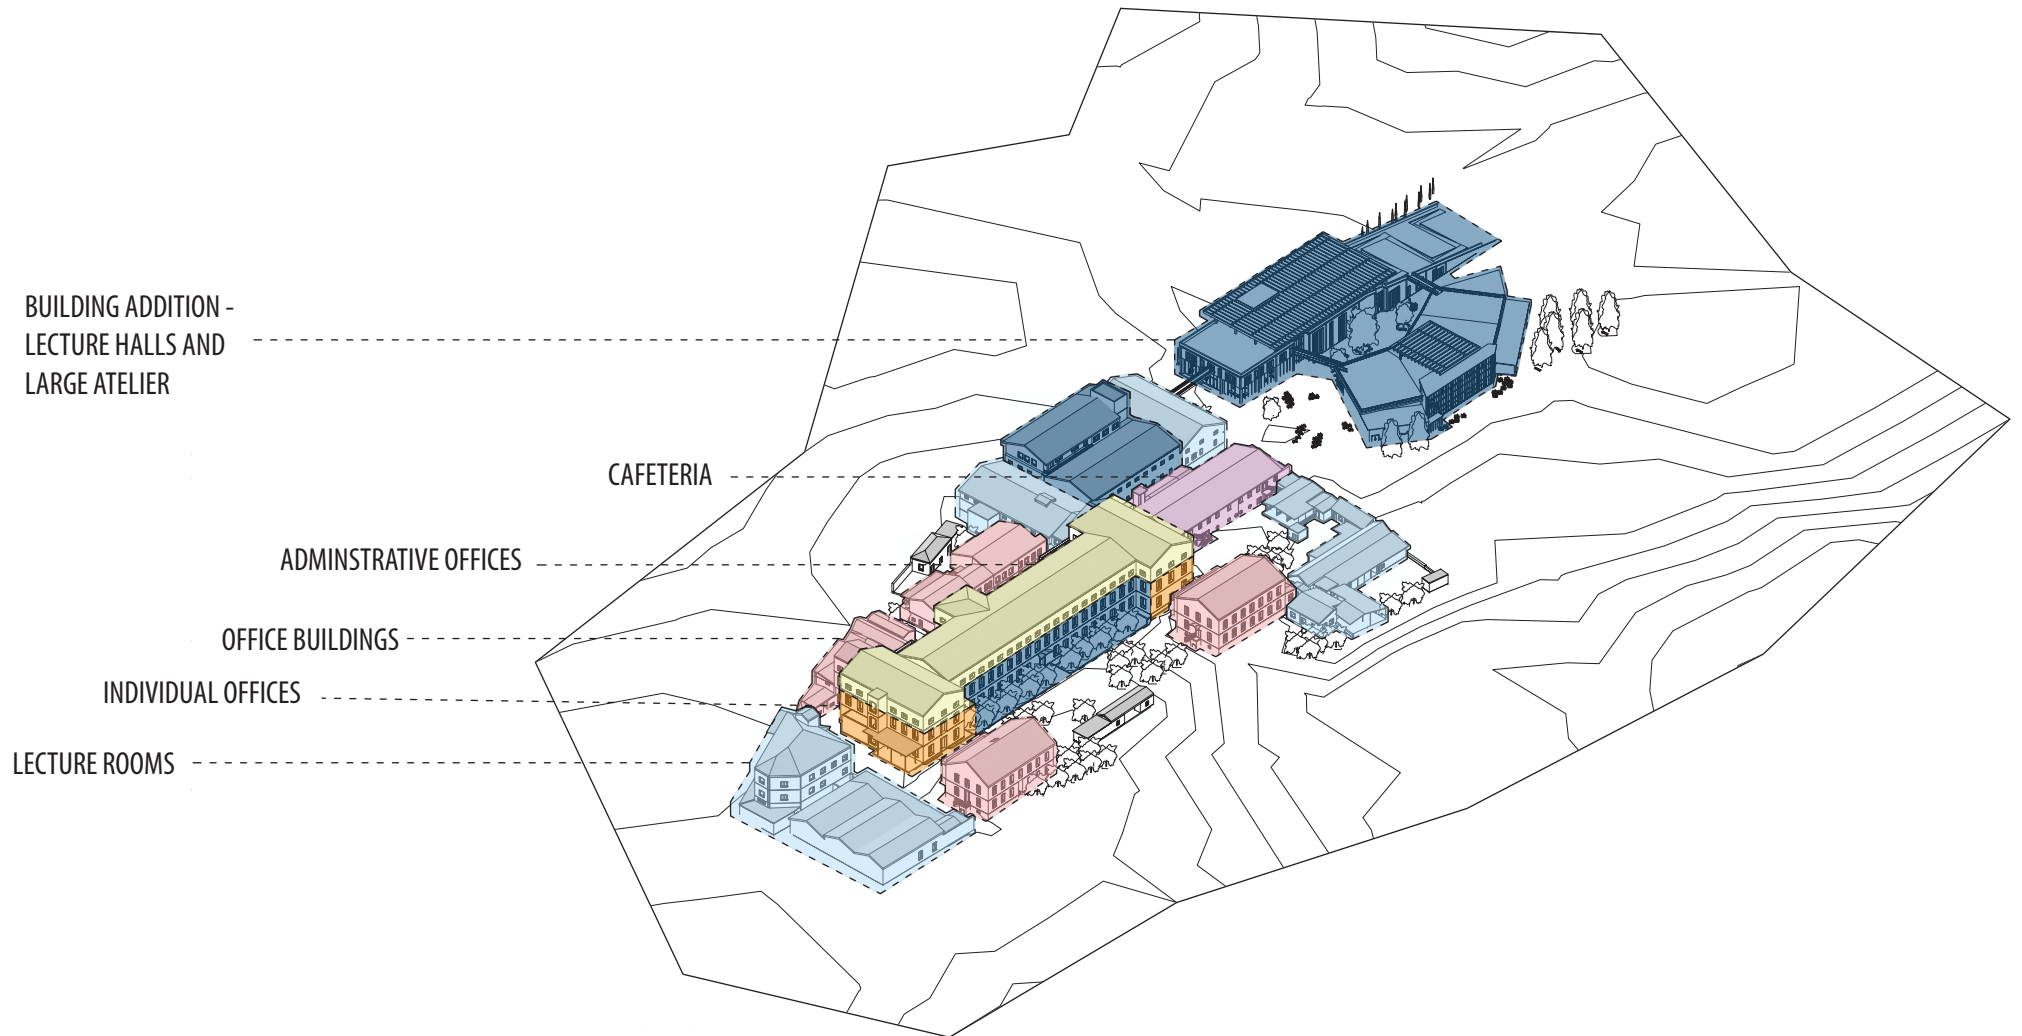 BUILDING ADDITION -
LECTURE HALLS AND
LARGE ATELIER
CAFETERIA
ADMINSTRATIVE OFFICES
OFFICE BUILDINGS
INDIVIDUAL OFFICES
LECTURE ROOMS